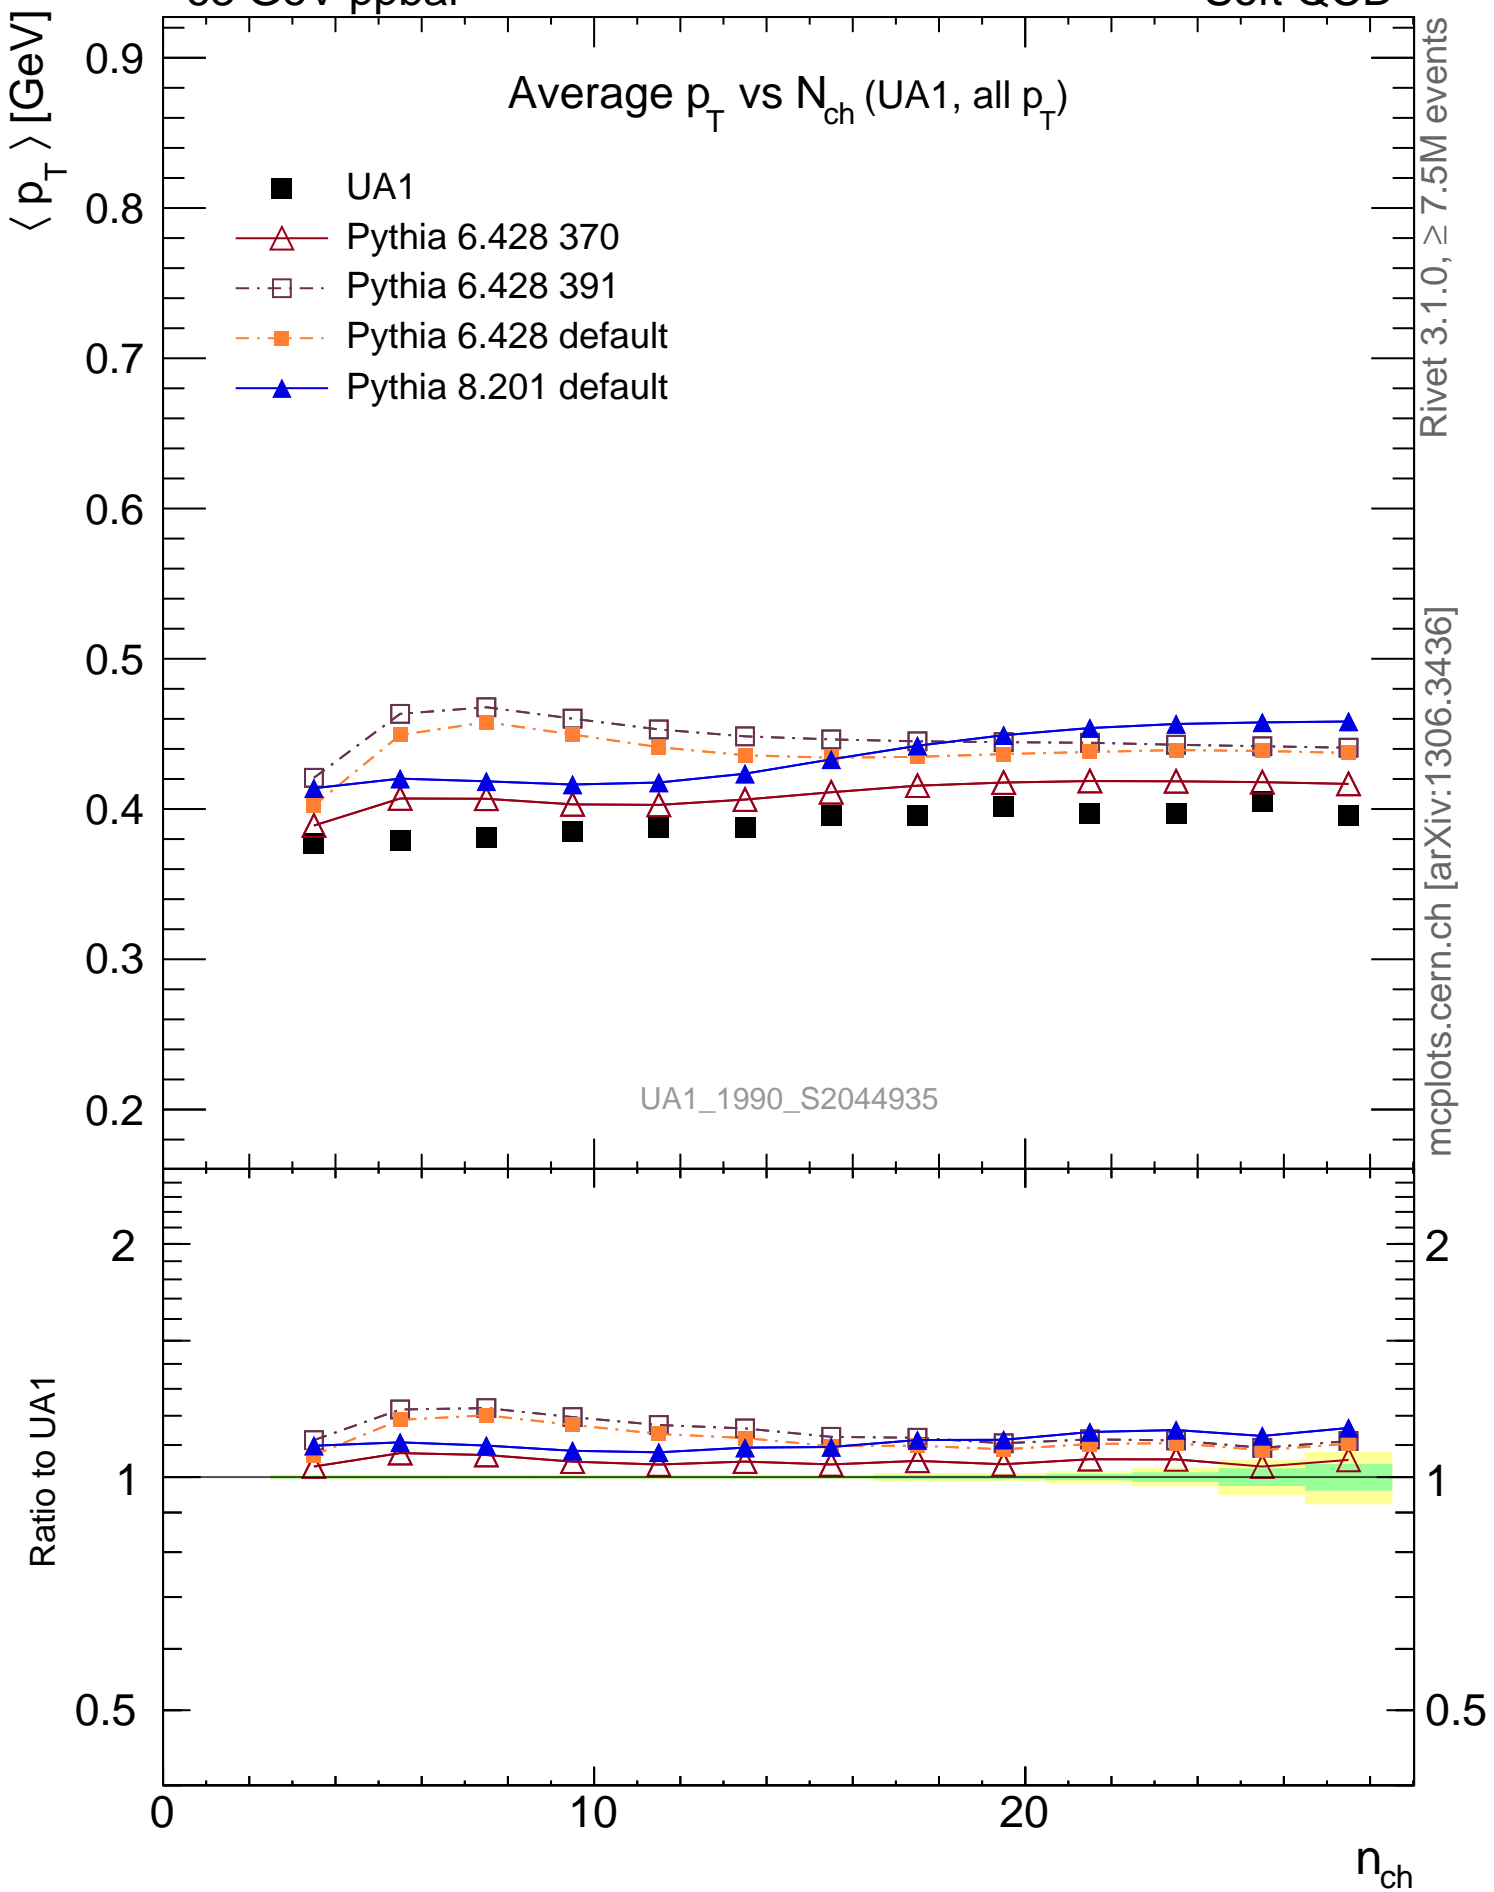 Soft QCD
⟨ p_T ⟩ [GeV]
Average p_T vs N_ch (UA1, all p_T)
UA1
Pythia 6.428 370
Pythia 6.428 391
Pythia 6.428 default
Pythia 8.201 default
0.9
0.8
0.7
0.6
0.5
0.4
0.3
0.2
UA1_1990_S2044935
Rivet 3.1.0, ≥ 7.5M events
mcplots.cern.ch [arXiv:1306.3436]
Ratio to UA1
2
1
0.5
2
1
0.5
0
10
20
n_ch